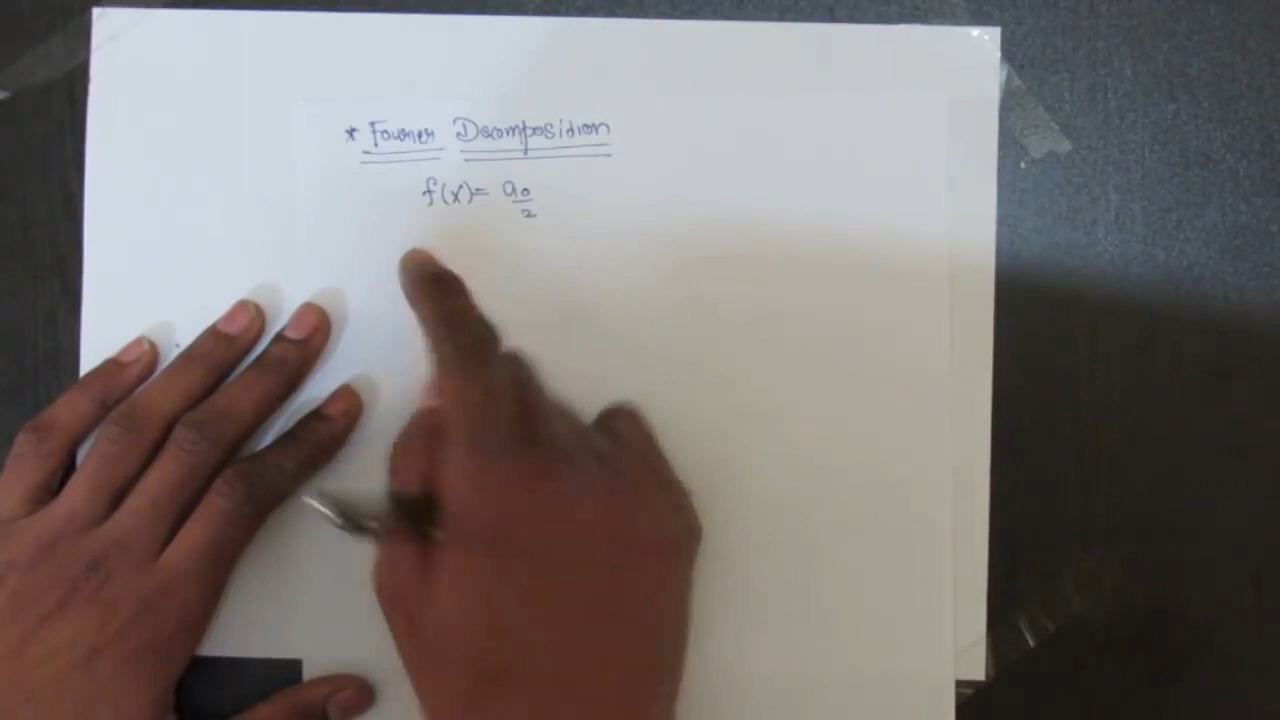 * Fourier Decomposition
f(x) = a₀/2